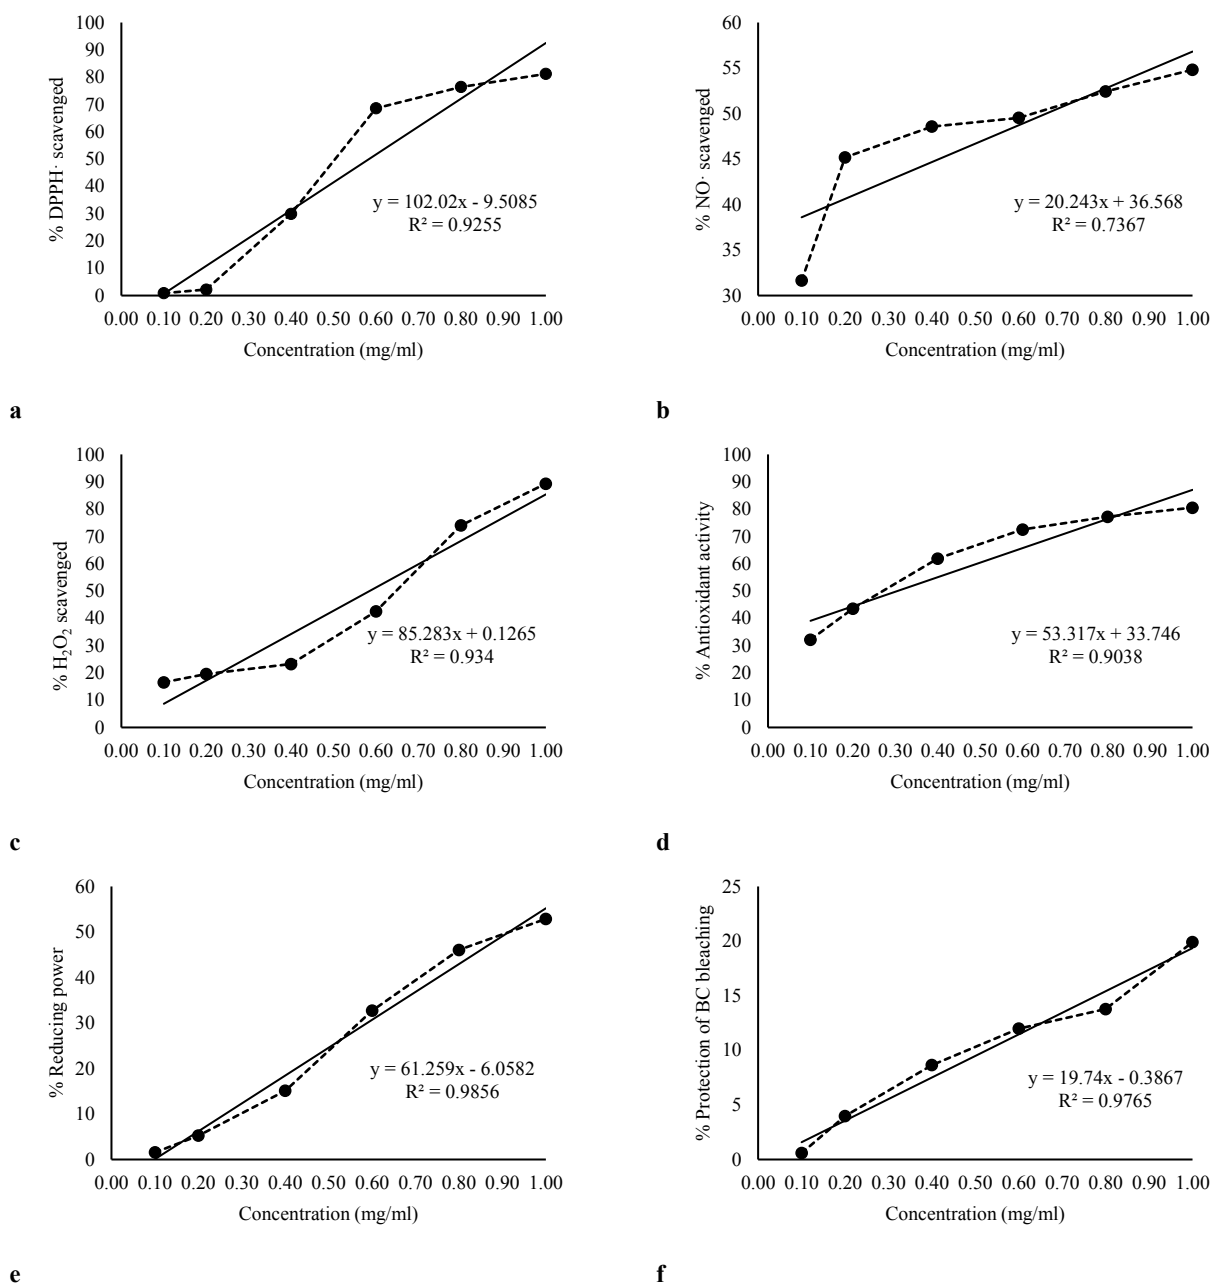 100
90
80
70
60
50
40
30
20
10
0
% DPPH· scavenged
y = 102.02x - 9.5085
R² = 0.9255
0.00 0.10 0.20 0.30 0.40 0.50 0.60 0.70 0.80 0.90 1.00
Concentration (mg/ml)
a
60
55
50
45
40
35
30
% NO· scavenged
y = 20.243x + 36.568
R² = 0.7367
0.00 0.10 0.20 0.30 0.40 0.50 0.60 0.70 0.80 0.90 1.00
Concentration (mg/ml)
b
100
90
80
70
60
50
40
30
20
10
0
% H₂O₂ scavenged
y = 85.283x + 0.1265
R² = 0.934
0.00 0.10 0.20 0.30 0.40 0.50 0.60 0.70 0.80 0.90 1.00
Concentration (mg/ml)
c
100
90
80
70
60
50
40
30
20
10
0
% Antioxidant activity
y = 53.317x + 33.746
R² = 0.9038
0.00 0.10 0.20 0.30 0.40 0.50 0.60 0.70 0.80 0.90 1.00
Concentration (mg/ml)
d
60
50
40
30
20
10
0
% Reducing power
y = 61.259x - 6.0582
R² = 0.9856
0.00 0.10 0.20 0.30 0.40 0.50 0.60 0.70 0.80 0.90 1.00
Concentration (mg/ml)
e
25
20
15
10
5
0
% Protection of BC bleaching
y = 19.74x - 0.3867
R² = 0.9765
0.00 0.10 0.20 0.30 0.40 0.50 0.60 0.70 0.80 0.90 1.00
Concentration (mg/ml)
f